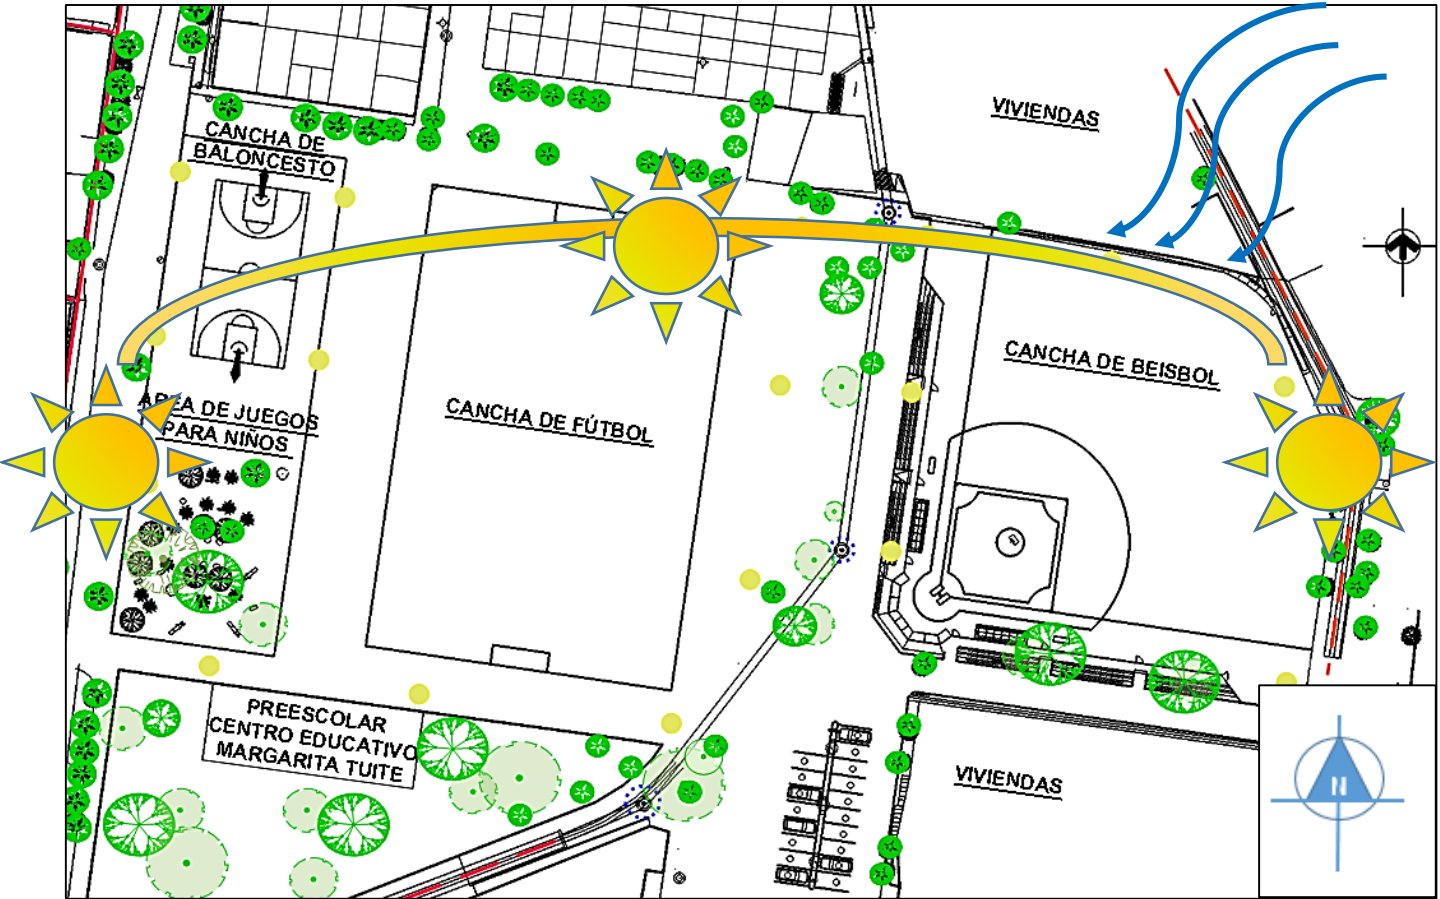 VIVIENDAS
CANCHA DE
BALONCESTO
CANCHA DE BEISBOL
AREA DE JUEGOS
PARA NIÑOS
CANCHA DE FÚTBOL
PREESCOLAR
CENTRO EDUCATIVO
MARGARITA TUITE
VIVIENDAS
N